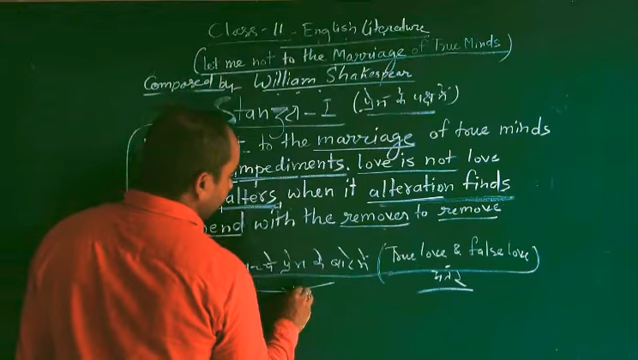 Class-11 - English literature
(let me not to the Marriage of True Minds)
Composed by William Shakespear
Stanza-I (प्रेम के पक्ष में)
to the marriage of true minds
impediments. love is not love
alters, when it alteration finds
bend with the remover to remove
प्रेम के बारे में (True love & false love